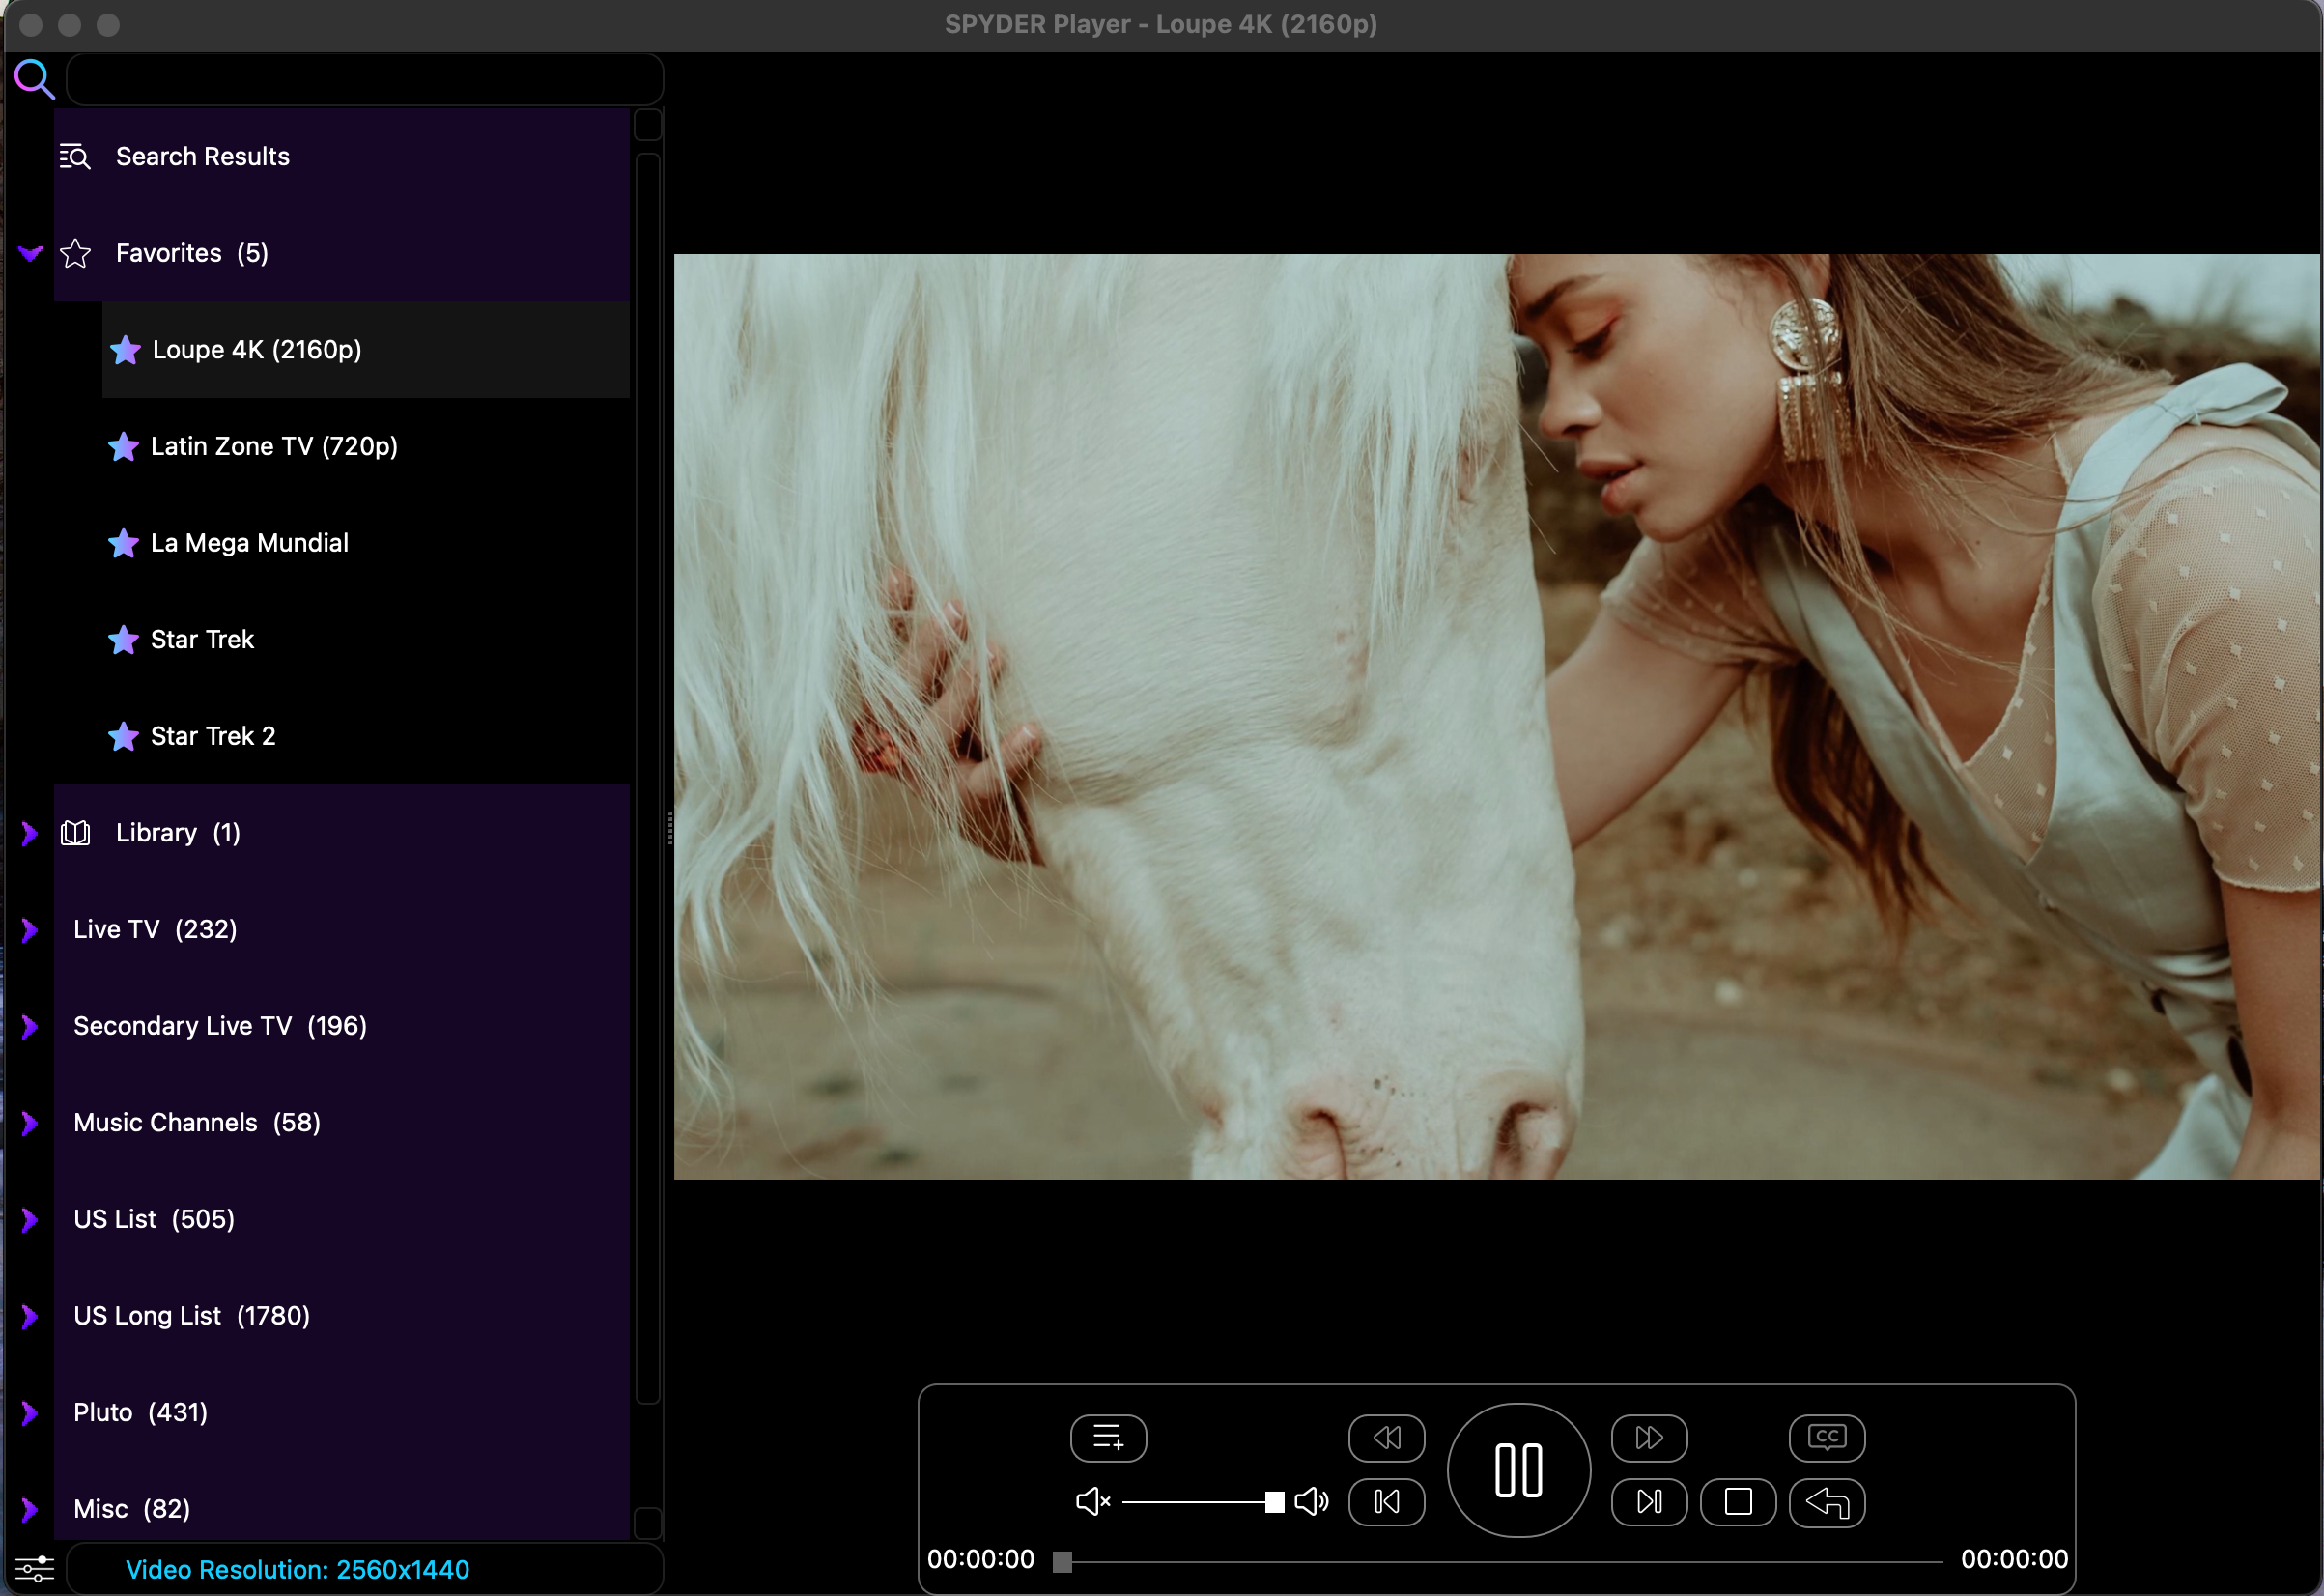 SPYDER Player - Loupe 4K (2160p)
Search Results
Favorites (5)
Loupe 4K (2160p)
Latin Zone TV (720p)
La Mega Mundial
Star Trek
Star Trek 2
Library (1)
Live TV (232)
Secondary Live TV (196)
Music Channels (58)
US List (505)
US Long List (1780)
Pluto (431)
Misc (82)
Video Resolution: 2560x1440
CC
00:00:00
00:00:00